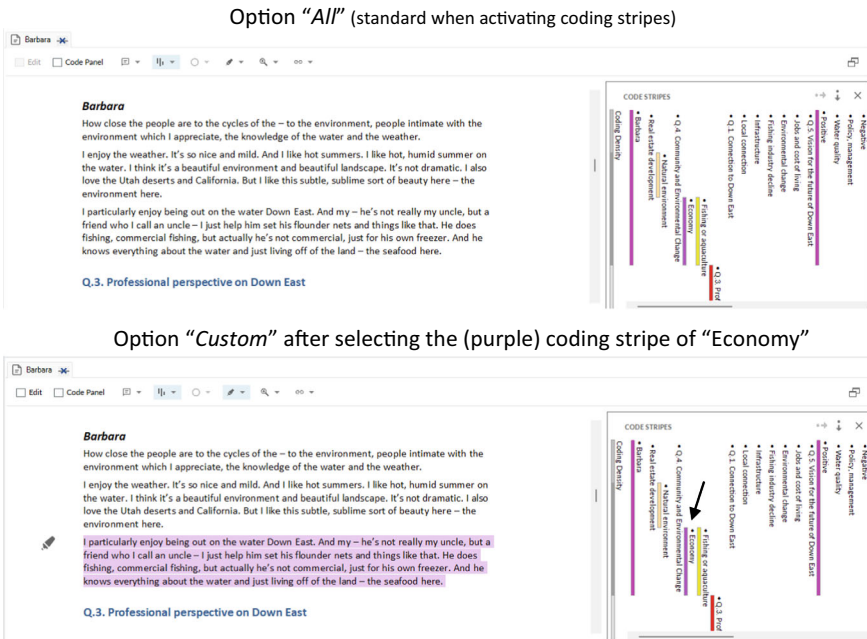 Option “All” (standard when activating coding stripes)
Barbara
Edit Code Panel
Barbara
How close the people are to the cycles of the – to the environment, people intimate with the
environment which I appreciate, the knowledge of the water and the weather.
I enjoy the weather. It's so nice and mild. And I like hot summers. I like hot, humid summer on
the water. I think it's a beautiful environment and beautiful landscape. It's not dramatic. I also
love the Utah deserts and California. But I like this subtle, sublime sort of beauty here – the
environment here.
I particularly enjoy being out on the water Down East. And my – he's not really my uncle, but a
friend who I call an uncle – I just help him set his flounder nets and things like that. He does
fishing, commercial fishing, but actually he's not commercial, just for his own freezer. And he
knows everything about the water and just living off of the land – the seafood here.
Q.3. Professional perspective on Down East
CODE STRIPES
Coding Density
Barbara
Real estate development
Natural environment
Q.4. Community and Environmental Change
Economy
Fishing or aquaculture
Q.3. Prof
Q.1. Connection to Down East
Local connection
Infrastructure
Fishing industry decline
Environmental change
Jobs and cost of living
Q.5. Vision for the future of Down East
Positive
Water quality
Policy, management
Negative
Option “Custom” after selecting the (purple) coding stripe of “Economy”
Barbara
Edit Code Panel
Barbara
How close the people are to the cycles of the – to the environment, people intimate with the
environment which I appreciate, the knowledge of the water and the weather.
I enjoy the weather. It's so nice and mild. And I like hot summers. I like hot, humid summer on
the water. I think it's a beautiful environment and beautiful landscape. It's not dramatic. I also
love the Utah deserts and California. But I like this subtle, sublime sort of beauty here – the
environment here.
I particularly enjoy being out on the water Down East. And my – he's not really my uncle, but a
friend who I call an uncle – I just help him set his flounder nets and things like that. He does
fishing, commercial fishing, but actually he's not commercial, just for his own freezer. And he
knows everything about the water and just living off of the land – the seafood here.
Q.3. Professional perspective on Down East
CODE STRIPES
Coding Density
Barbara
Real estate development
Natural environment
Q.4. Community and Environmental Change
Economy
Fishing or aquaculture
Q.3. Prof
Q.1. Connection to Down East
Local connection
Infrastructure
Fishing industry decline
Environmental change
Jobs and cost of living
Q.5. Vision for the future of Down East
Positive
Water quality
Policy, management
Negative